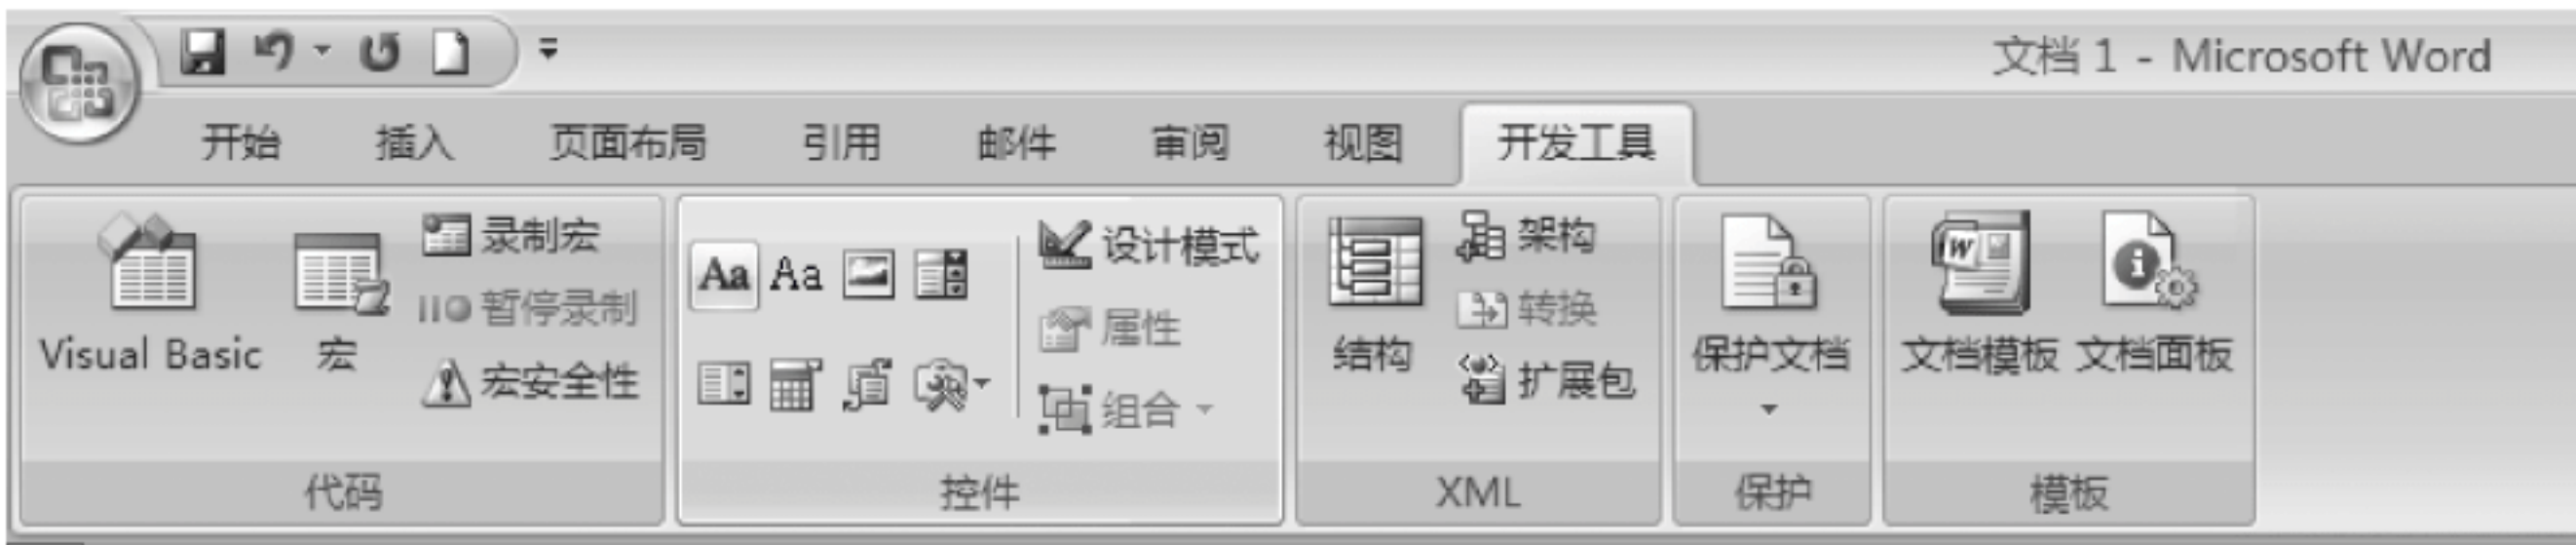 文档 1 - Microsoft Word
开始 插入 页面布局 引用 邮件 审阅 视图 开发工具
Visual Basic
宏
录制宏
暂停录制
宏安全性
代码
Aa Aa
设计模式
属性
组合
控件
结构
架构
转换
扩展包
XML
保护文档
保护
文档模板
文档面板
模板